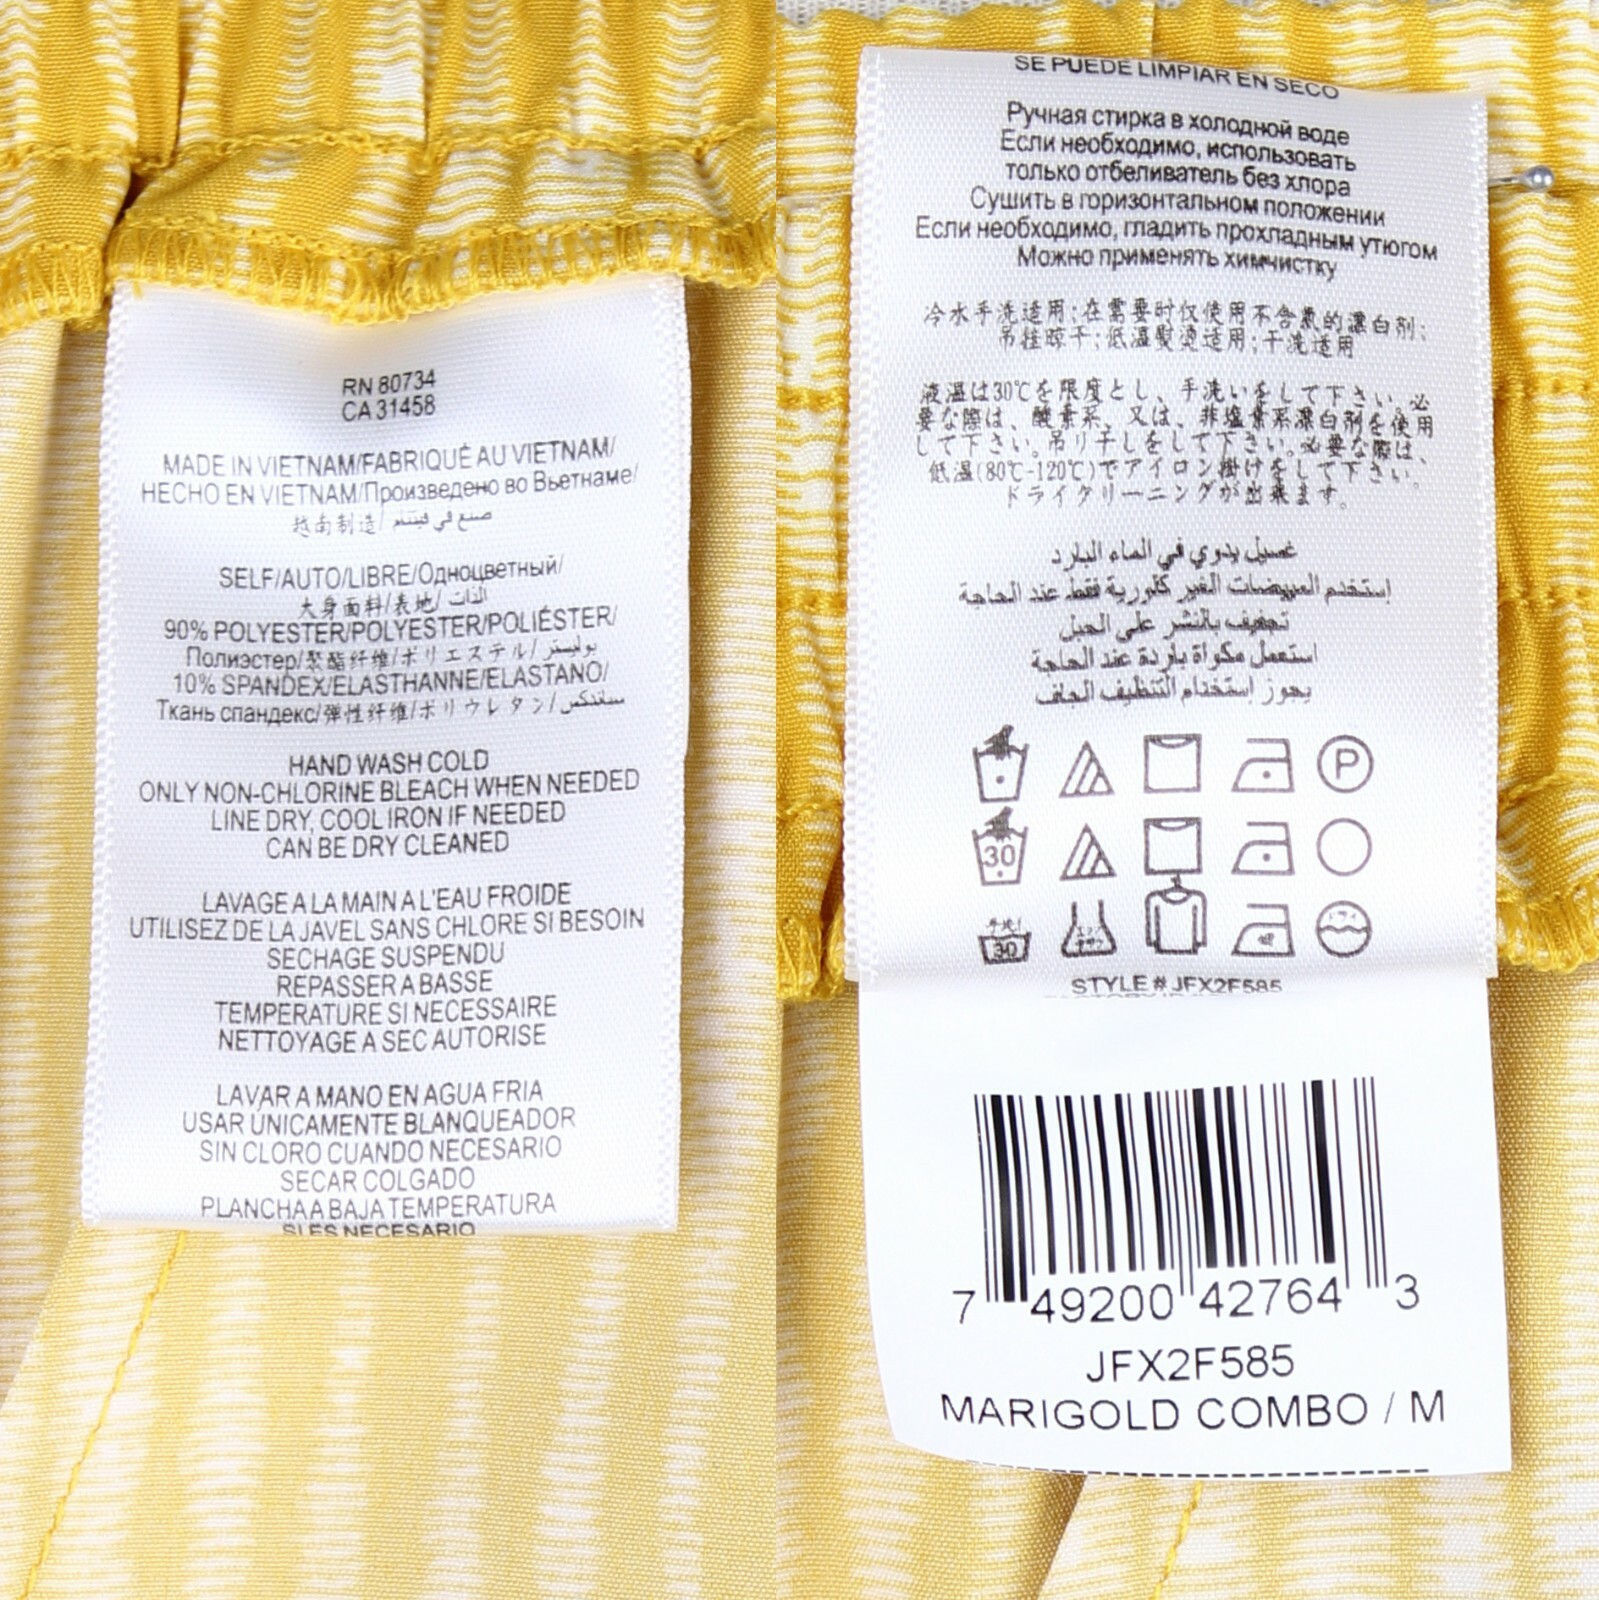 RN 80734
CA 31458
MADE IN VIETNAM/FABRIQUÉ AU VIETNAM/
HECHO EN VIETNAM/Произведено во Вьетнаме/
越南制造/ صنع في فيتنام
SELF/AUTO/LIBRE/Одноцветный/
大身面料/表地/ الذات
90% POLYESTER/POLYESTER/POLIÉSTER/
Полиэстер/聚酯纤维/ポリエステル/ بوليستر
10% SPANDEX/ELASTHANNE/ELASTANO/
Ткань спандекс/弹性纤维/ポリウレタン/
HAND WASH COLD
ONLY NON-CHLORINE BLEACH WHEN NEEDED
LINE DRY, COOL IRON IF NEEDED
CAN BE DRY CLEANED
LAVAGE A LA MAIN A L'EAU FROIDE
UTILISEZ DE LA JAVEL SANS CHLORE SI BESOIN
SECHAGE SUSPENDU
REPASSER A BASSE
TEMPERATURE SI NECESSAIRE
NETTOYAGE A SEC AUTORISE
LAVAR A MANO EN AGUA FRIA
USAR ÚNICAMENTE BLANQUEADOR
SIN CLORO CUANDO NECESARIO
SECAR COLGADO
PLANCHA A BAJA TEMPERATURA
SI ES NECESARIO
SE PUEDE LIMPIAR EN SECO
Ручная стирка в холодной воде
Если необходимо, использовать
только отбеливатель без хлора
Сушить в горизонтальном положении
Если необходимо, гладить прохладным утюгом
Можно применять химчистку
冷水手洗适用;在需要时仅使用不含氯的漂白剂;
吊挂晾干;低温熨烫适用;干洗适用
液温は30℃を限度とし、手洗いをして下さい。必
要な際は、酸素系、又は、非塩素系漂白剤を使用
して下さい。吊り干しをして下さい。必要な際は、
低温(80℃-120℃)でアイロン掛けをして下さい。
ドライクリーニングが出来ます。
غسيل يدوي في الماء البارد
إستخدم المبيضات الغير كلورية فقط عند الحاجة
تجفيف بالنشر على الحبل
استعمل مكواة باردة عند الحاجة
يجوز إستخدام التنظيف الجاف
P
30
30
STYLE # JFX2F585
7 49200 42764 3
JFX2F585
MARIGOLD COMBO / M